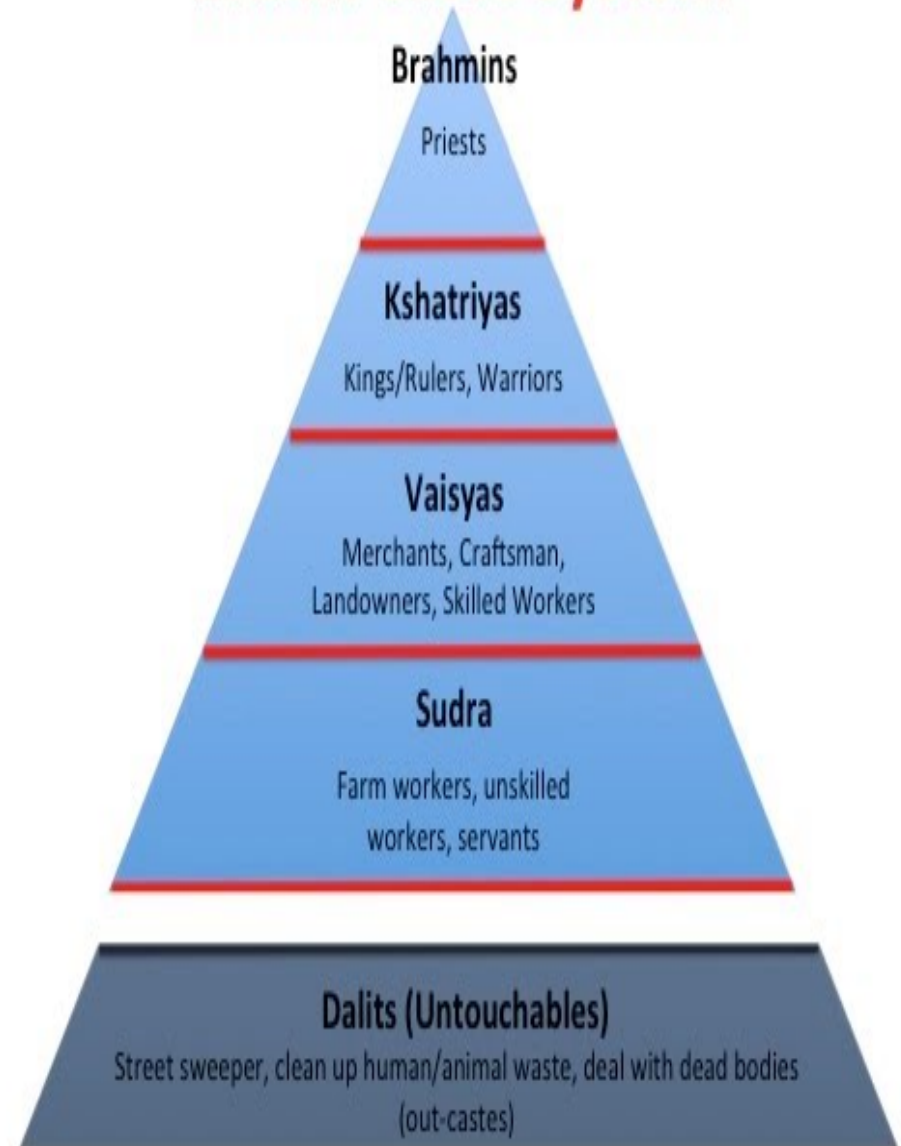 Brahmins
Priests
Kshatriyas
Kings/Rulers, Warriors
Vaisyas
Merchants, Craftsman,
Landowners, Skilled Workers
Sudra
Farm workers, unskilled
workers, servants
Dalits (Untouchables)
Street sweeper, clean up human/animal waste, deal with dead bodies
(out-castes)